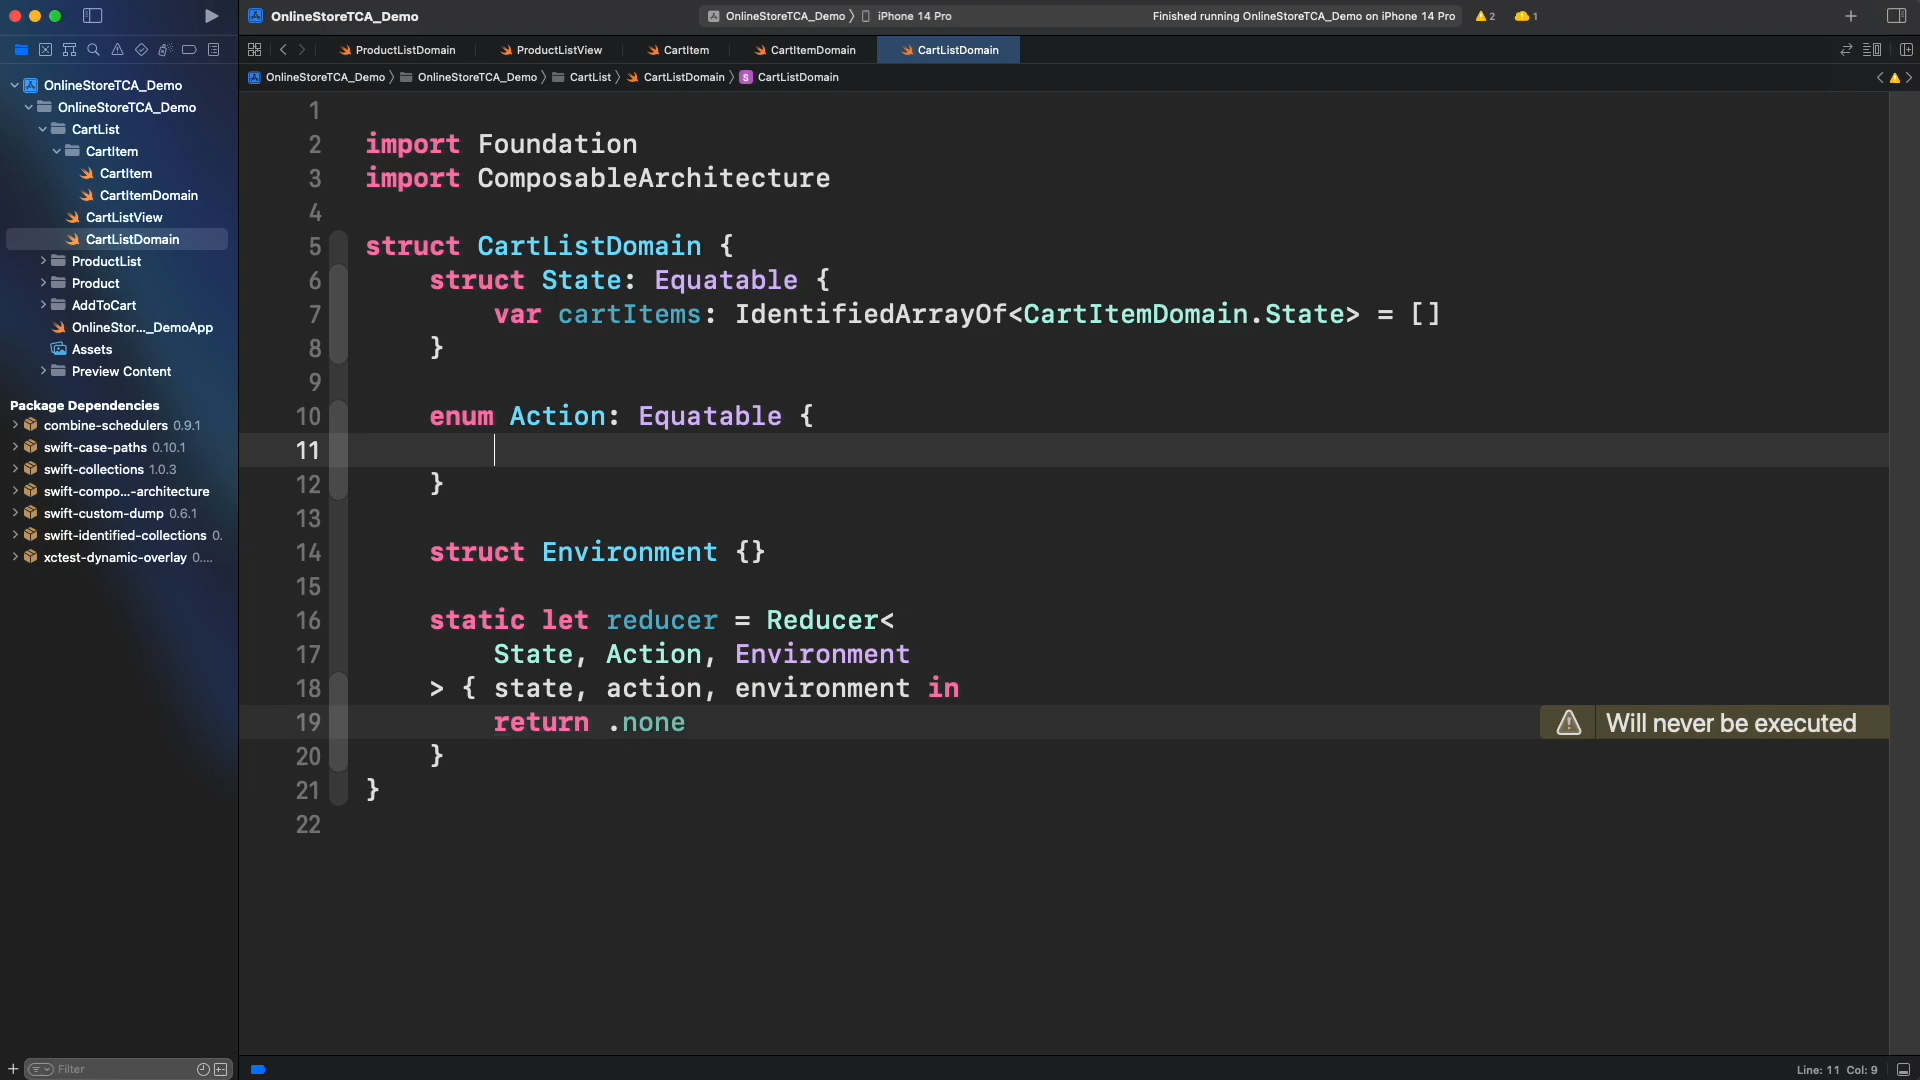 OnlineStoreTCA_Demo
OnlineStoreTCA_Demo 〉 iPhone 14 Pro
Finished running OnlineStoreTCA_Demo on iPhone 14 Pro
2
1
ProductListDomain
ProductListView
CartItem
CartItemDomain
CartListDomain
OnlineStoreTCA_Demo 〉 OnlineStoreTCA_Demo 〉 CartList 〉 CartListDomain 〉 S CartListDomain
OnlineStoreTCA_Demo
OnlineStoreTCA_Demo
CartList
CartItem
CartItem
CartItemDomain
CartListView
CartListDomain
ProductList
Product
AddToCart
OnlineStor..._DemoApp
Assets
Preview Content
Package Dependencies
combine-schedulers 0.9.1
swift-case-paths 0.10.1
swift-collections 1.0.3
swift-compo...-architecture
swift-custom-dump 0.6.1
swift-identified-collections 0.
xctest-dynamic-overlay 0....
Filter
1
2 import Foundation
3 import ComposableArchitecture
4
5 struct CartListDomain {
6 struct State: Equatable {
7 var cartItems: IdentifiedArrayOf<CartItemDomain.State> = []
8 }
9
10 enum Action: Equatable {
11
12 }
13
14 struct Environment {}
15
16 static let reducer = Reducer<
17 State, Action, Environment
18 > { state, action, environment in
19 return .none
Will never be executed
20 }
21 }
22
Line: 11 Col: 9